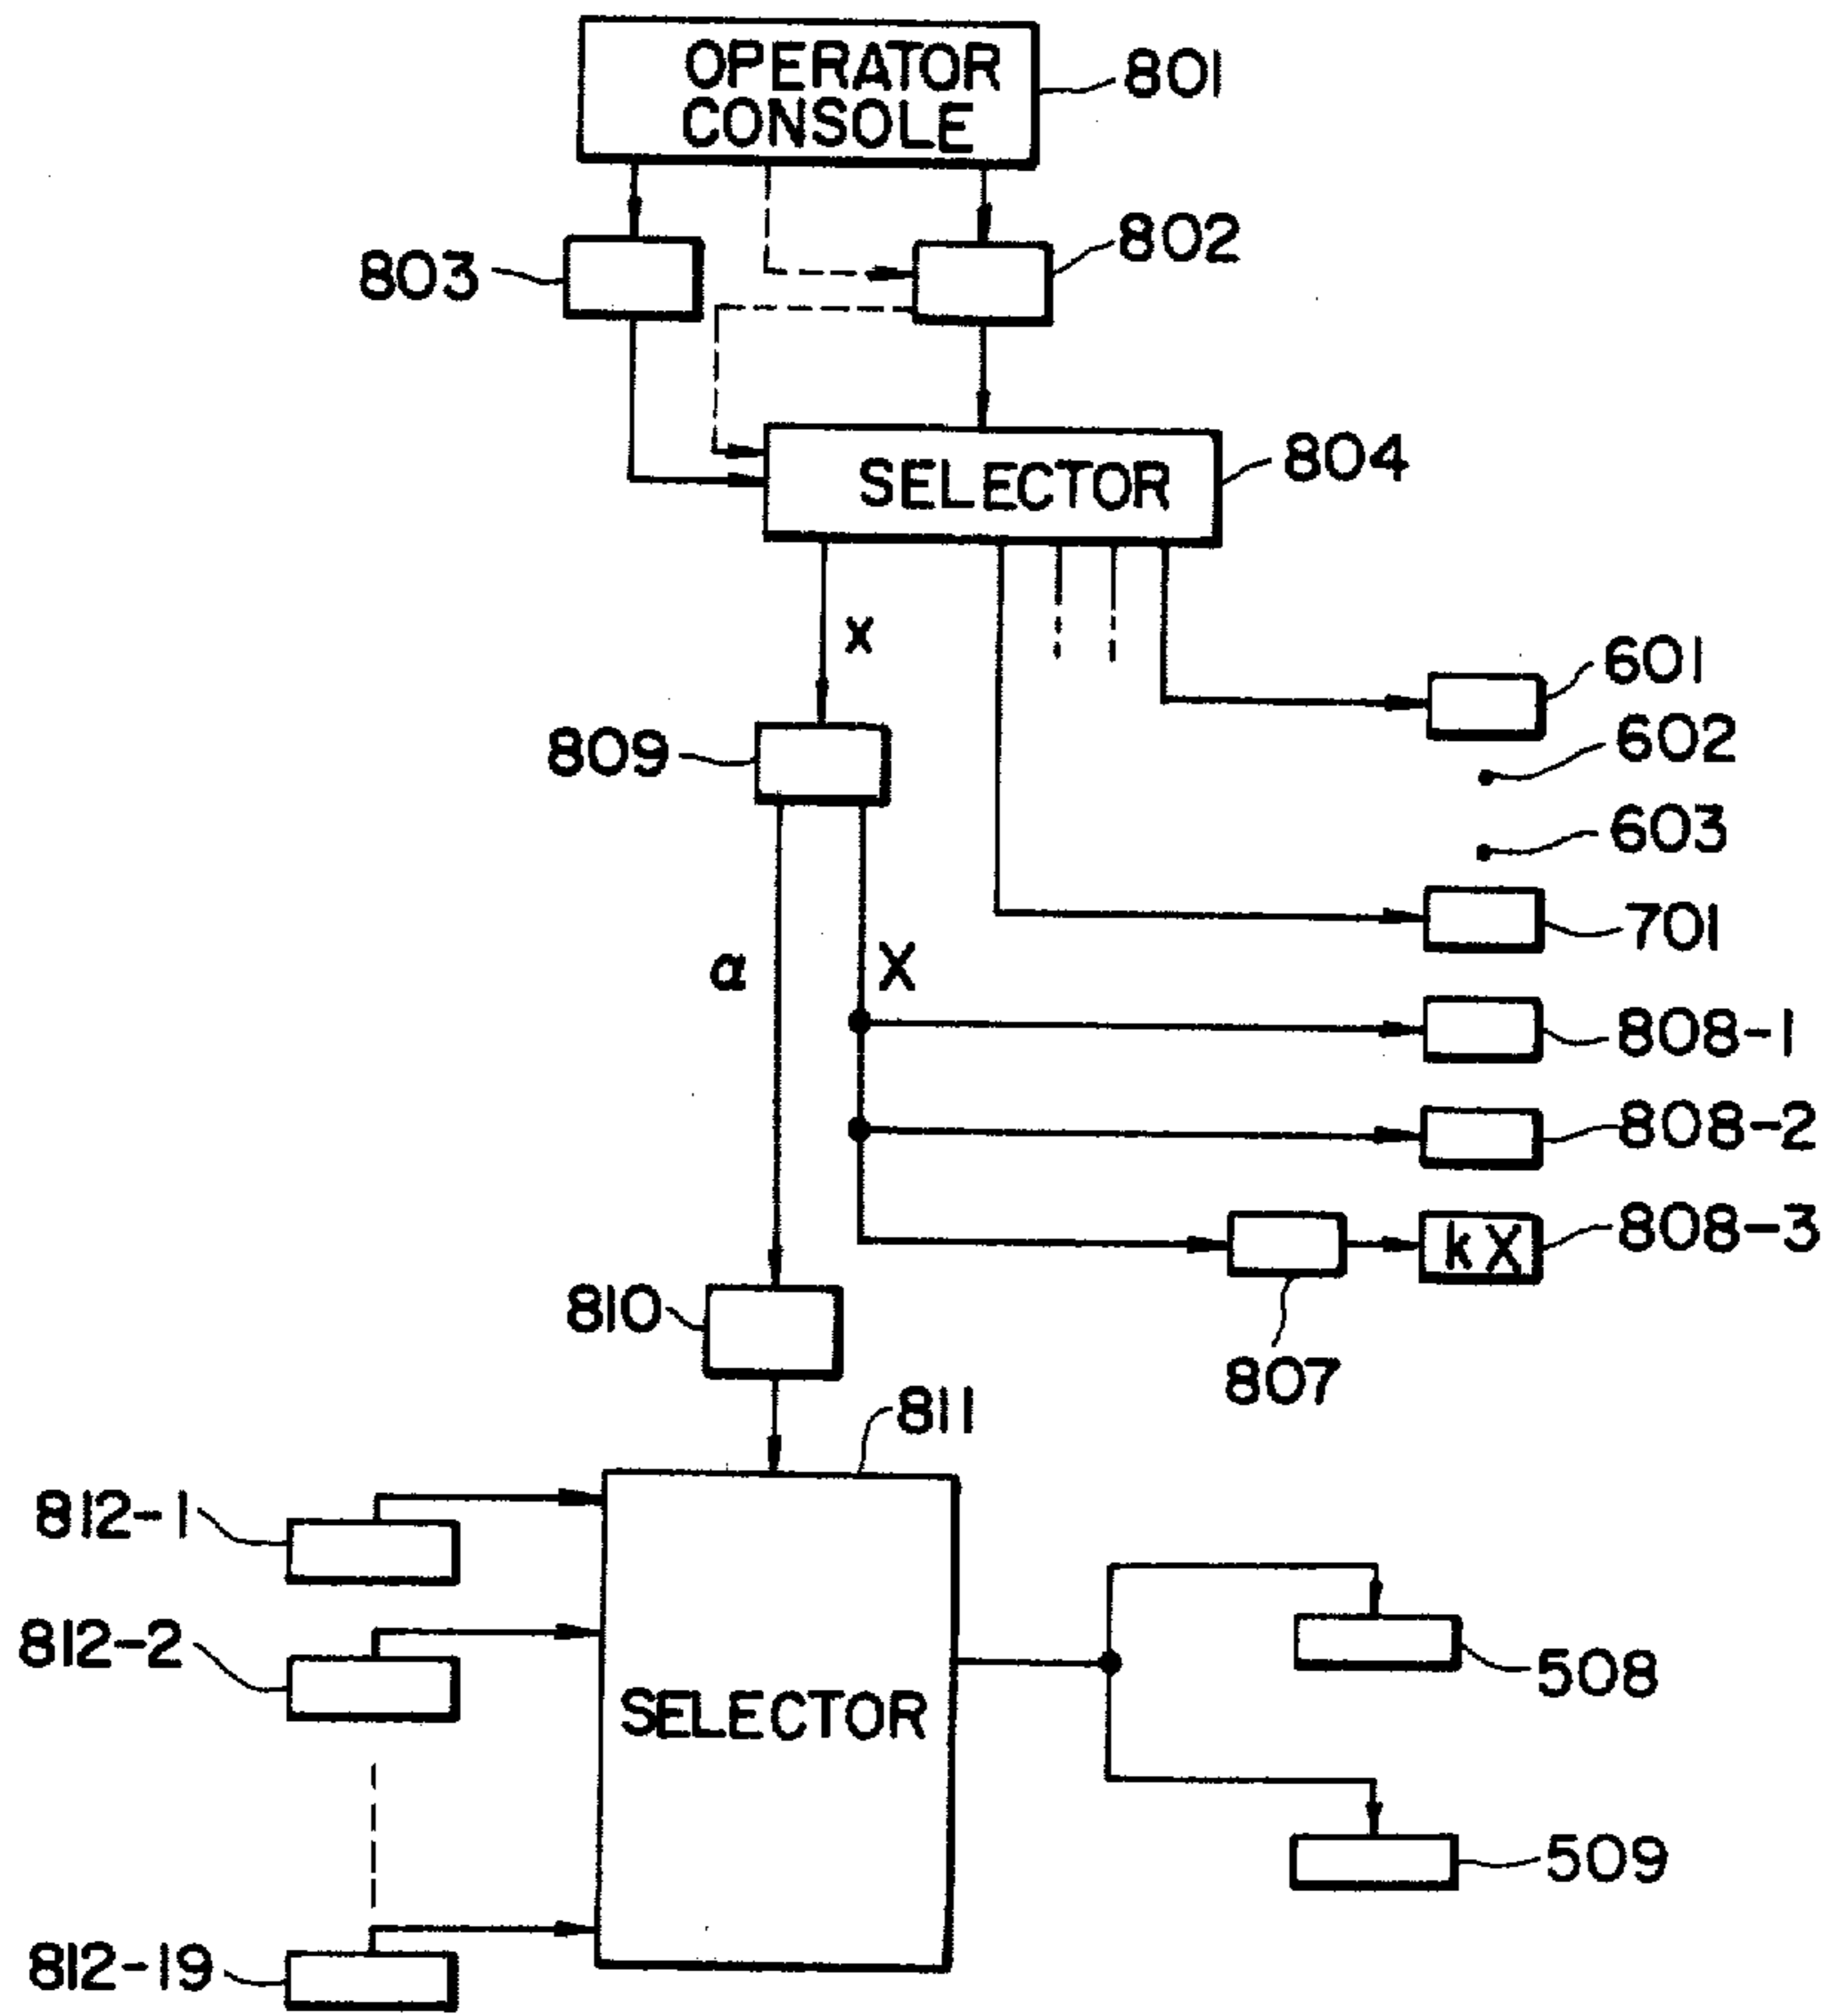 OPERATOR
CONSOLE
801
803
802
SELECTOR
804
x
601
602
809
603
701
α
X
808-1
808-2
kX
808-3
810
807
811
812-1
812-2
SELECTOR
508
509
812-19